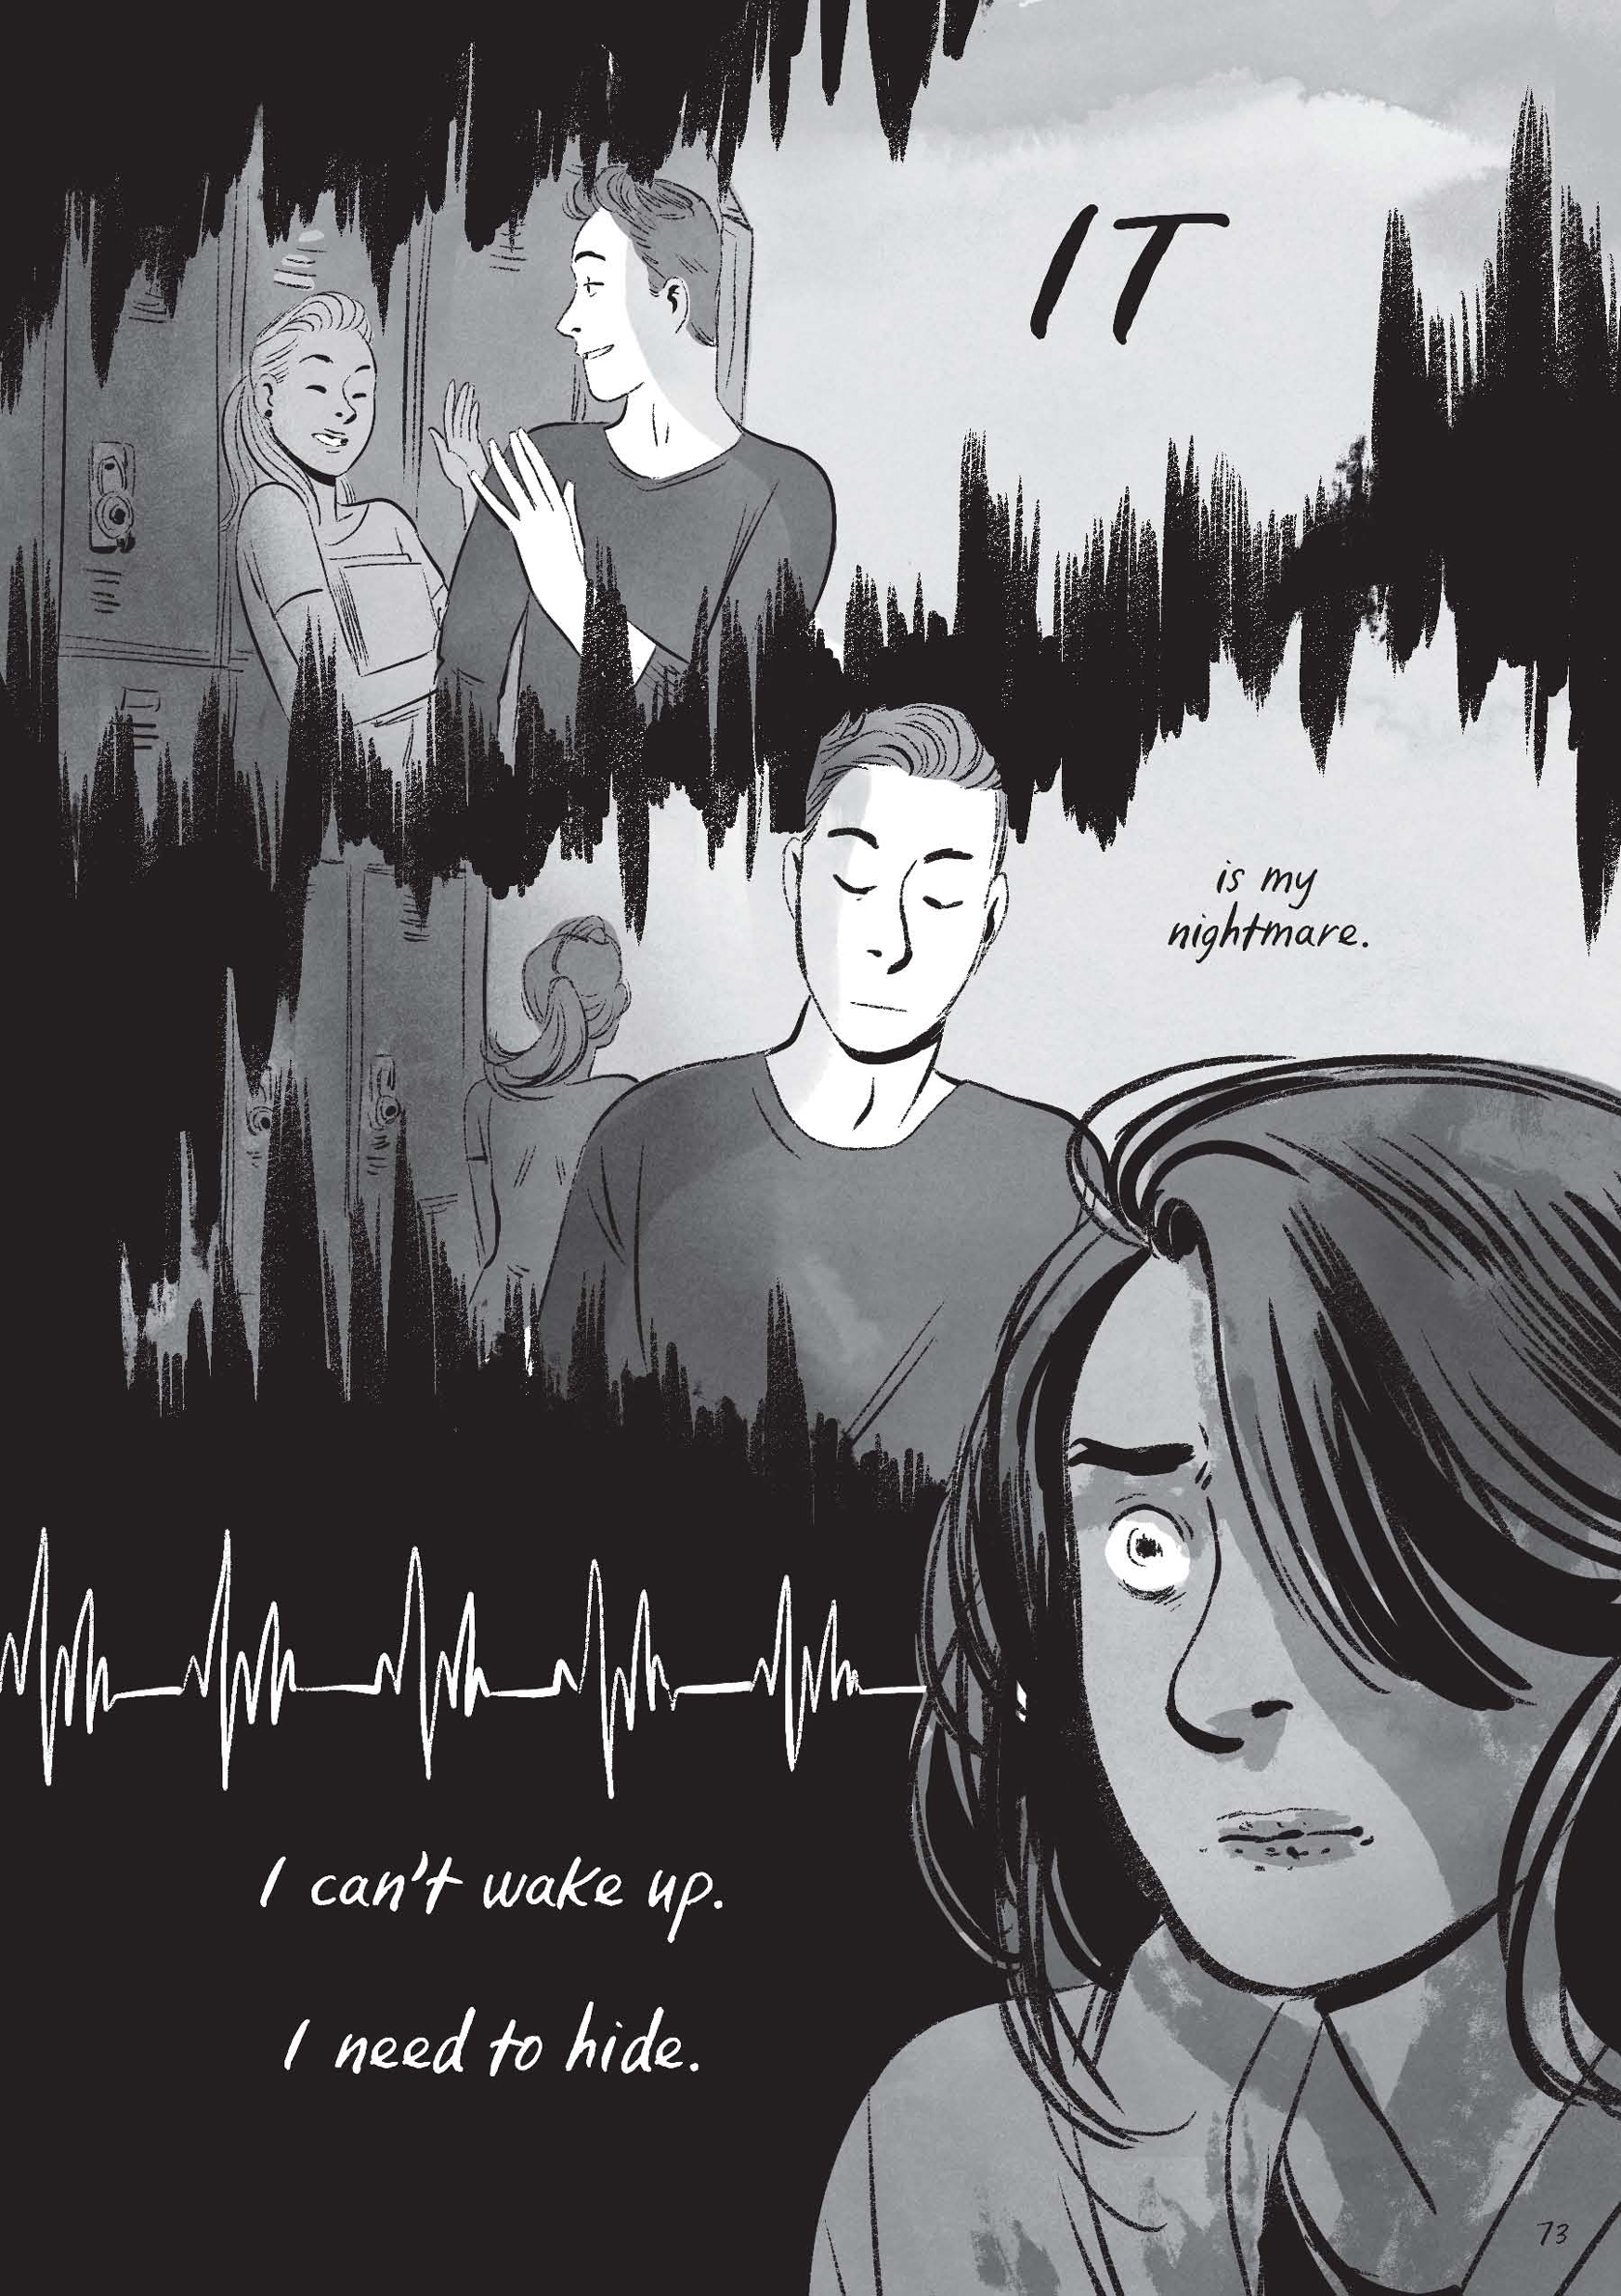 IT
is my
nightmare.
I can't wake up.
I need to hide.
73